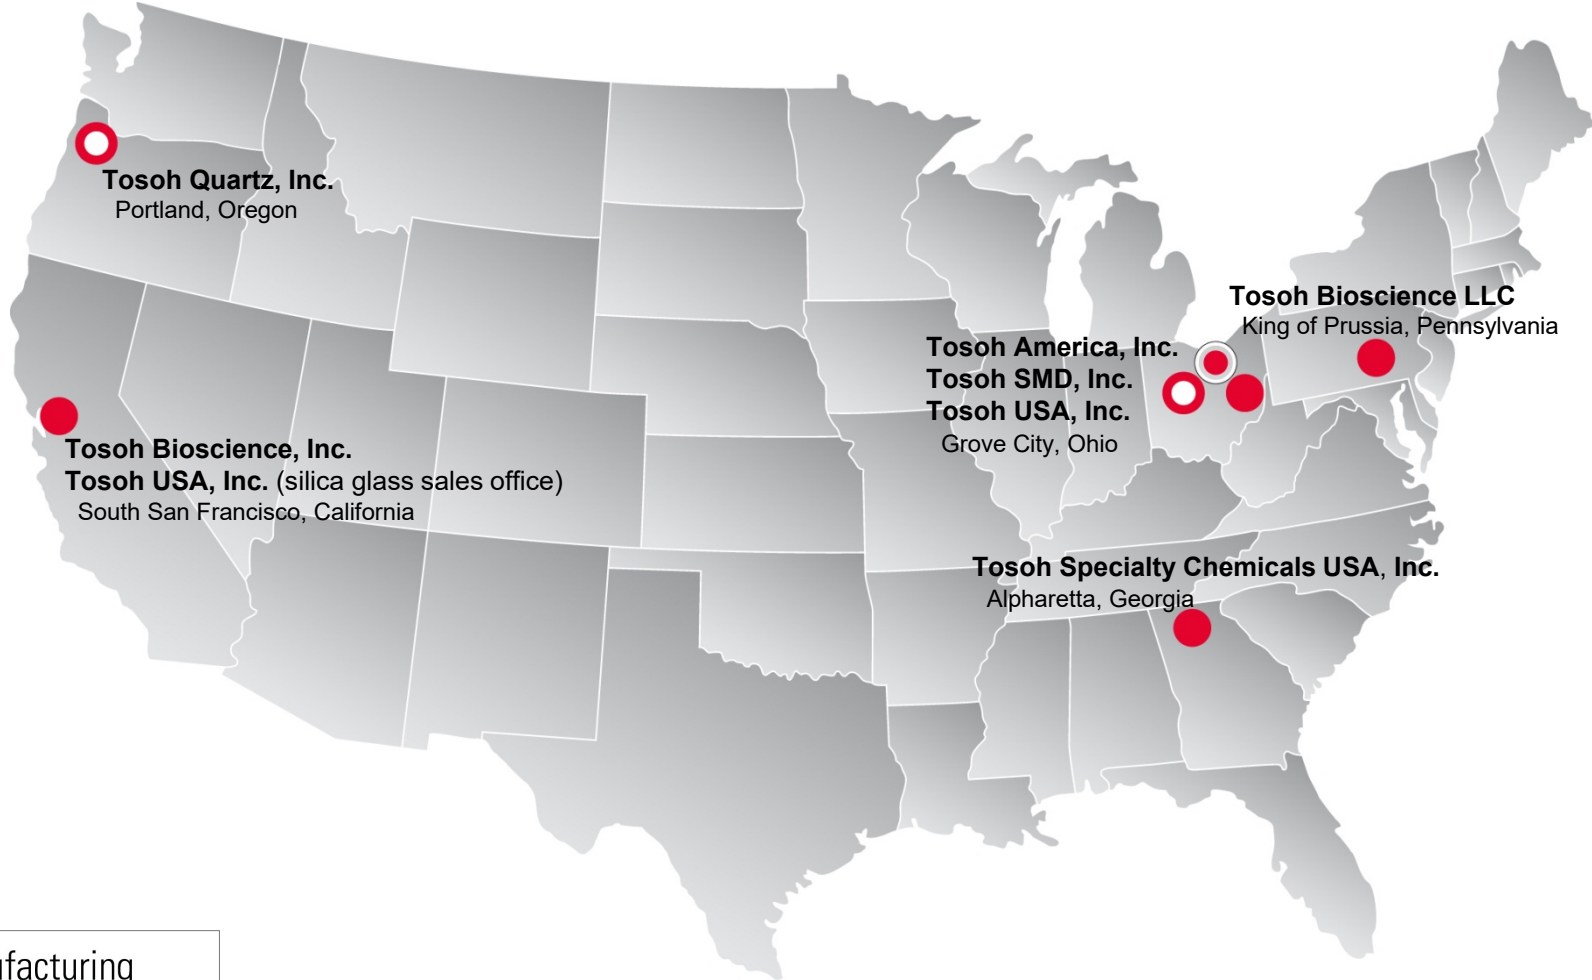 Tosoh Quartz, Inc.
Portland, Oregon
Tosoh Bioscience LLC
King of Prussia, Pennsylvania
Tosoh America, Inc.
Tosoh SMD, Inc.
Tosoh USA, Inc.
Grove City, Ohio
Tosoh Bioscience, Inc.
Tosoh USA, Inc. (silica glass sales office)
South San Francisco, California
Tosoh Specialty Chemicals USA, Inc.
Alpharetta, Georgia